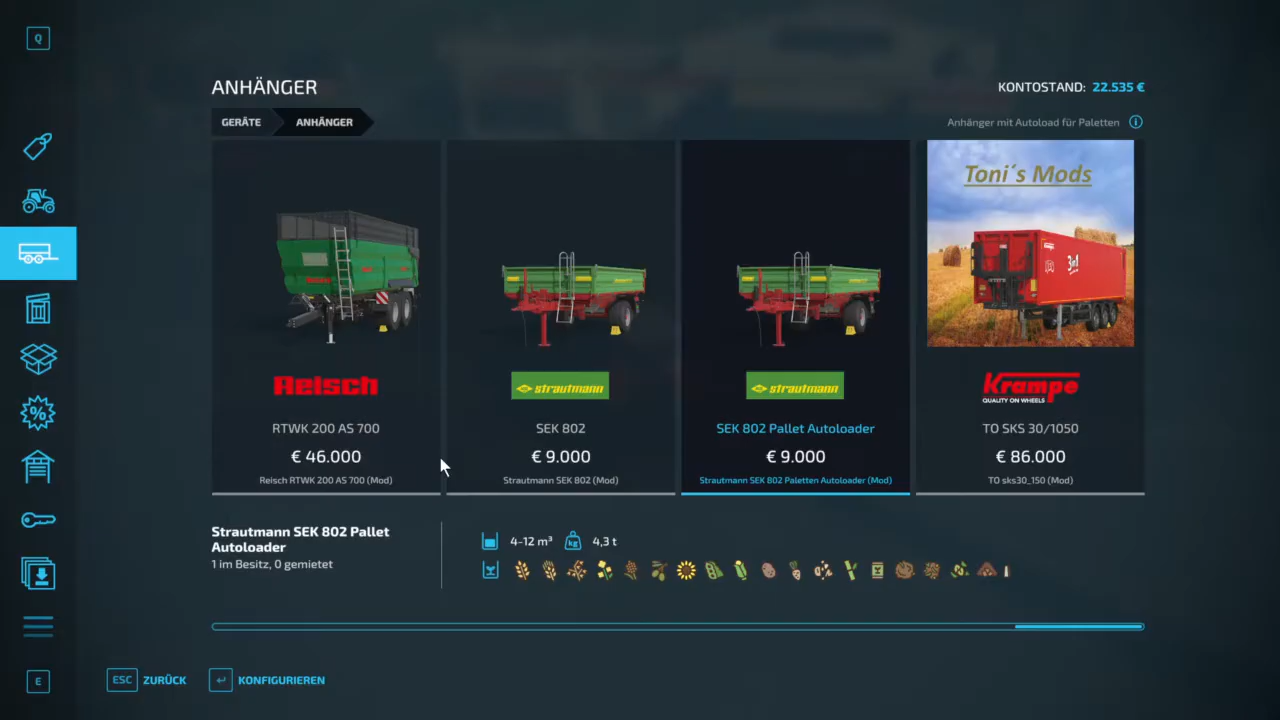 Q
ANHÄNGER
KONTOSTAND: 22.535 €
GERÄTE
ANHÄNGER
Anhänger mit Autoload für Paletten
Toni´s Mods
3in1
Reisch
strautmann
strautmann
Krampe
QUALITY ON WHEELS
RTWK 200 AS 700
SEK 802
SEK 802 Pallet Autoloader
TO SKS 30/1050
€ 46.000
€ 9.000
€ 9.000
€ 86.000
Reisch RTWK 200 AS 700 (Mod)
Strautmann SEK 802 (Mod)
Strautmann SEK 802 Paletten Autoloader (Mod)
TO sks30_150 (Mod)
Strautmann SEK 802 Pallet
Autoloader
1 im Besitz, 0 gemietet
4-12 m³
kg
4,3 t
%
E
ESC ZURÜCK
KONFIGURIEREN